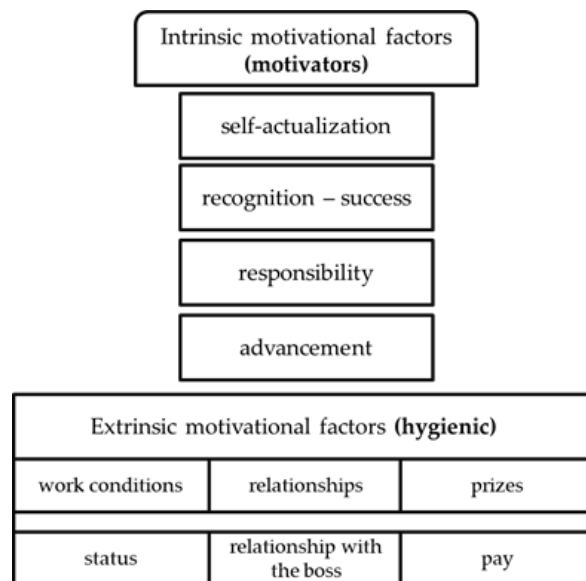 Intrinsic motivational factors
(motivators)
self-actualization
recognition – success
responsibility
advancement
Extrinsic motivational factors (hygienic)
work conditions
relationships
prizes
status
relationship with
the boss
pay